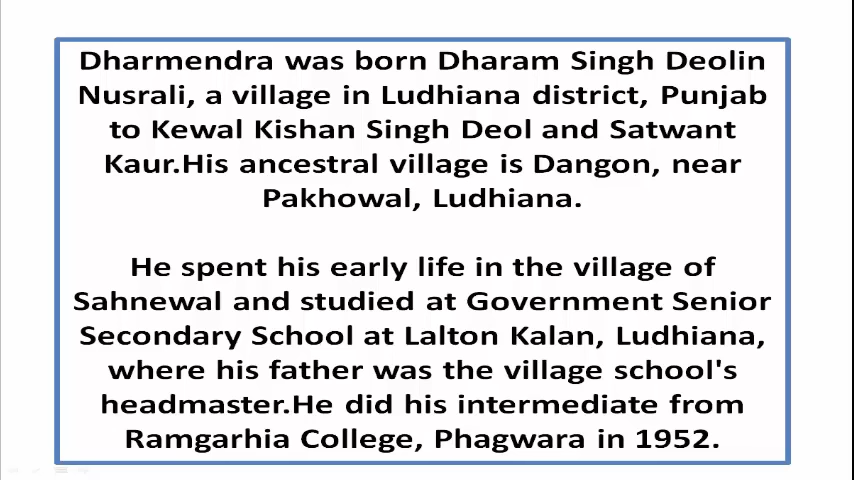 Dharmendra was born Dharam Singh Deolin
Nusrali, a village in Ludhiana district, Punjab
to Kewal Kishan Singh Deol and Satwant
Kaur.His ancestral village is Dangon, near
Pakhowal, Ludhiana.
He spent his early life in the village of
Sahnewal and studied at Government Senior
Secondary School at Lalton Kalan, Ludhiana,
where his father was the village school's
headmaster.He did his intermediate from
Ramgarhia College, Phagwara in 1952.